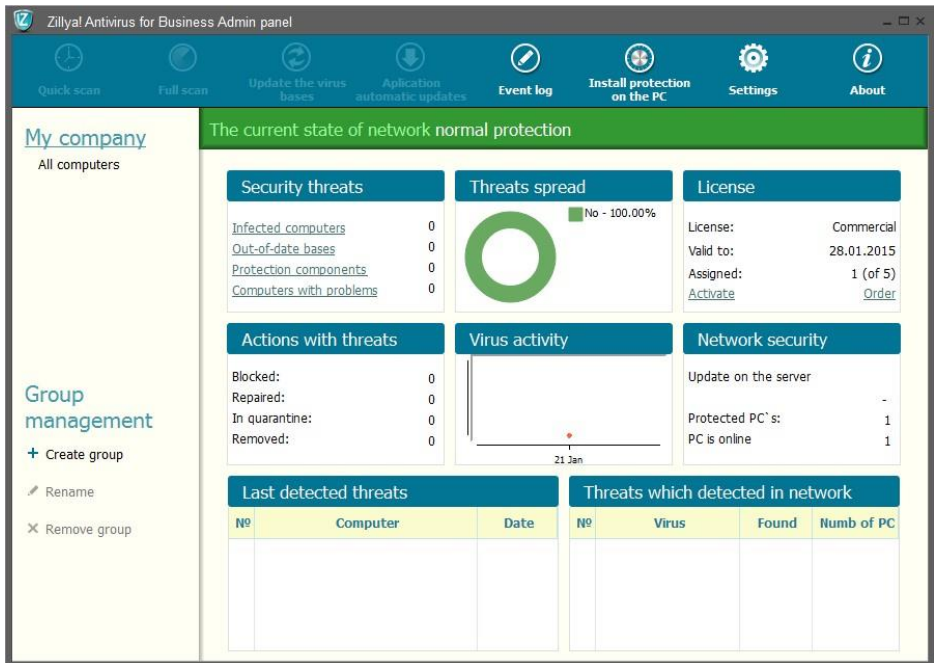 Zillya! Antivirus for Business Admin panel
Quick scan
Full scan
Update the virus
bases
Aplication
automatic updates
Event log
Install protection
on the PC
Settings
About
My company
All computers
The current state of network normal protection
Security threats
Infected computers 0
Out-of-date bases 0
Protection components 0
Computers with problems 0
Threats spread
No - 100.00%
License
License: Commercial
Valid to: 28.01.2015
Assigned: 1 (of 5)
Activate Order
Actions with threats
Blocked: 0
Repaired: 0
In quarantine: 0
Removed: 0
Virus activity
21 Jan
Network security
Update on the server
-
Protected PC`s: 1
PC is online 1
Group
management
+ Create group
Rename
Remove group
Last detected threats
Nº Computer Date
Threats which detected in network
Nº Virus Found Numb of PC